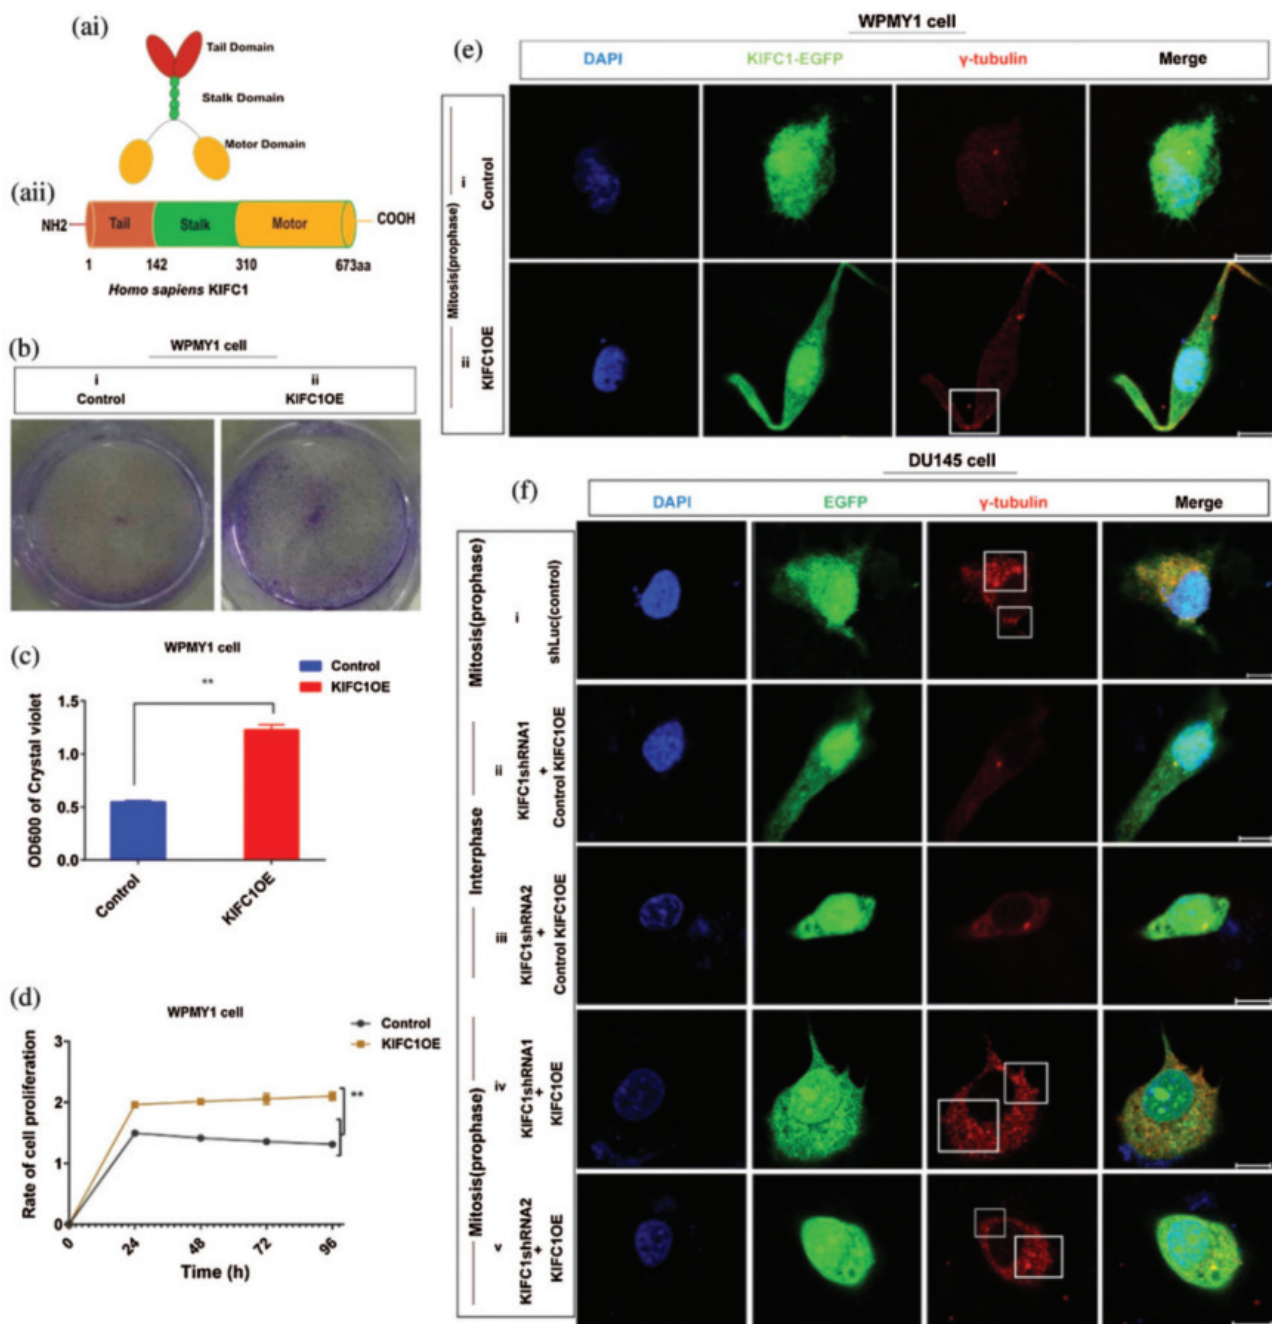 (ai)
Tail Domain
Stalk Domain
Motor Domain
(aii)
NH2
Tail
Stalk
Motor
COOH
1
142
310
673aa
Homo sapiens KIFC1
(b)
WPMY1 cell
i
Control
ii
KIFC1OE
(c)
WPMY1 cell
Control
KIFC1OE
**
OD600 of Crystal violet
1.5
1.0
0.5
0.0
Control
KIFC1OE
(d)
WPMY1 cell
Control
KIFC1OE
**
Rate of cell proliferation
3
2
1
0
0
24
48
72
96
Time (h)
WPMY1 cell
(e)
DAPI
KIFC1-EGFP
γ-tubulin
Merge
Mitosis(prophase)
i
Control
ii
KIFC1OE
DU145 cell
(f)
DAPI
EGFP
γ-tubulin
Merge
Mitosis(prophase)
i
shLuc(control)
Interphase
ii
KIFC1shRNA1
+
Control KIFC1OE
iii
KIFC1shRNA2
+
Control KIFC1OE
Mitosis(prophase)
iv
KIFC1shRNA1
+
KIFC1OE
v
KIFC1shRNA2
+
KIFC1OE